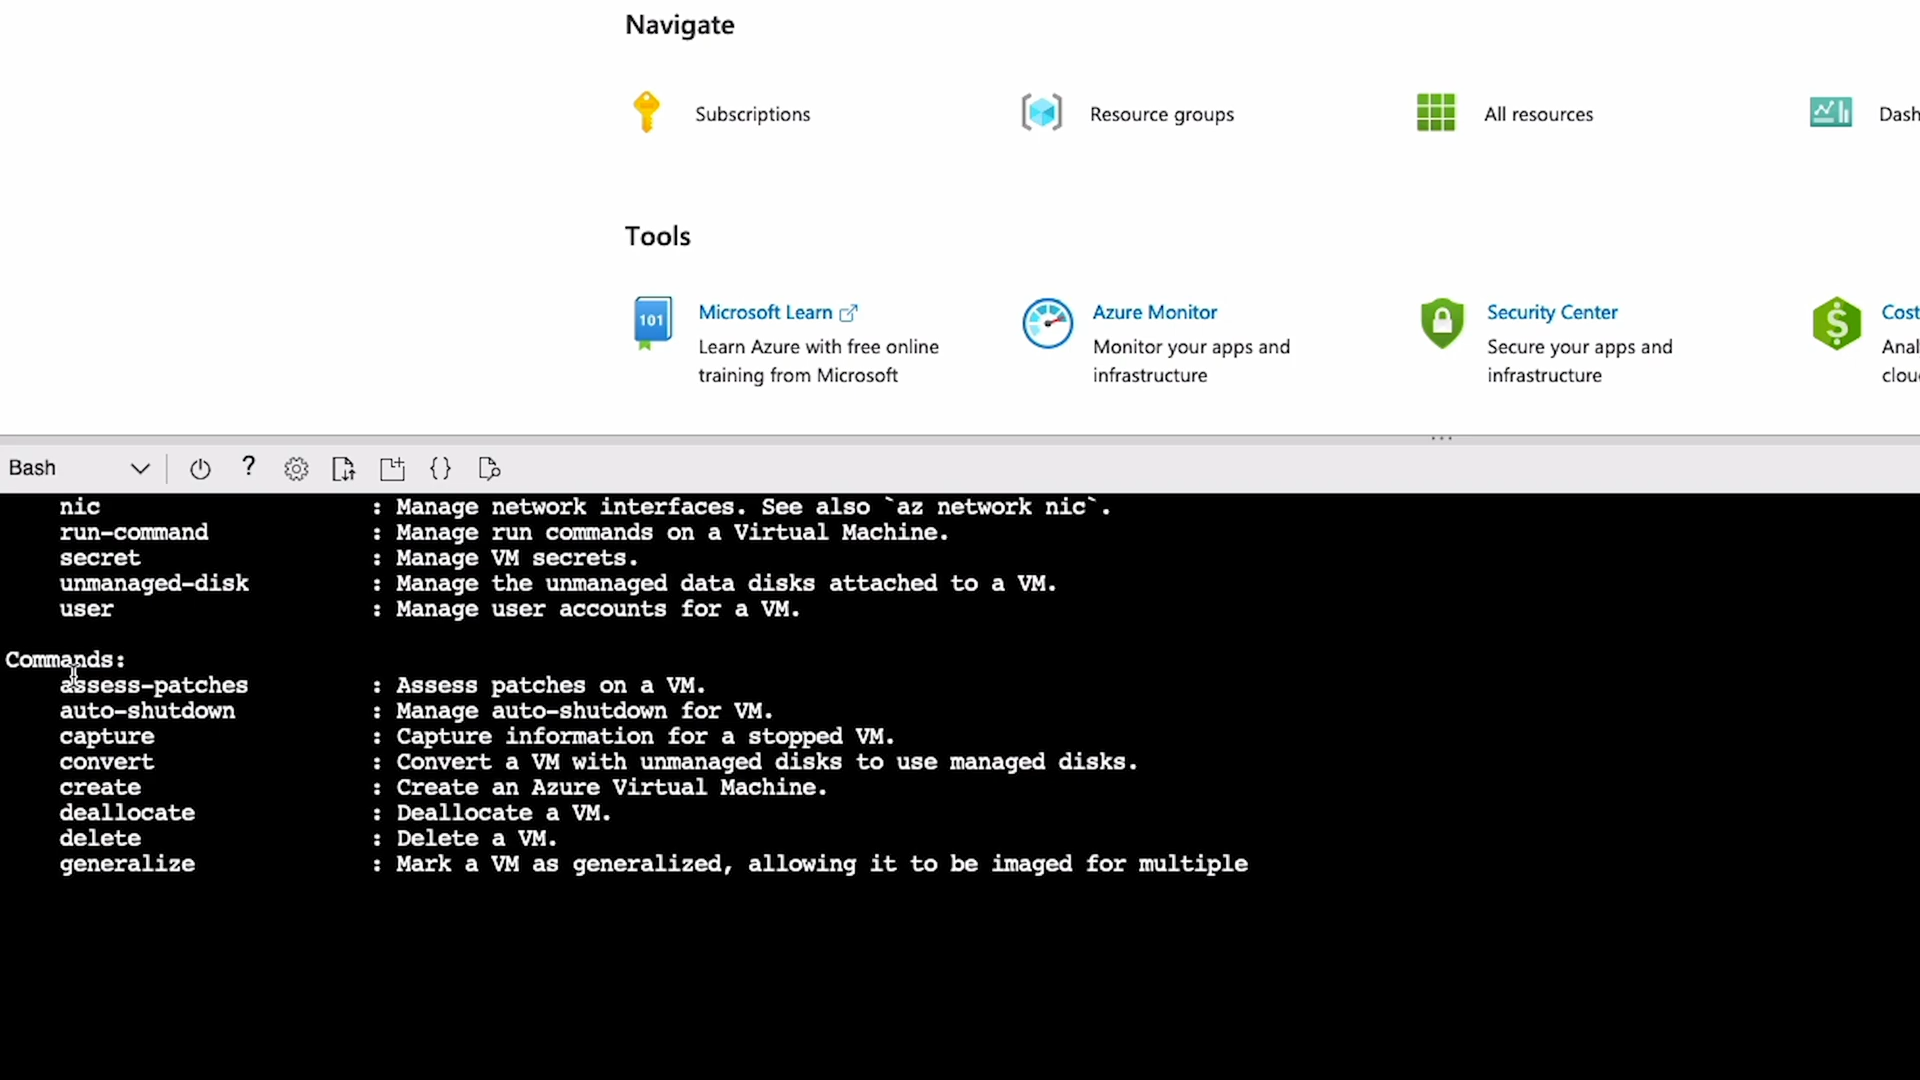 Navigate
Subscriptions
Resource groups
All resources
Dash
Tools
101
Microsoft Learn
Learn Azure with free online
training from Microsoft
Azure Monitor
Monitor your apps and
infrastructure
Security Center
Secure your apps and
infrastructure
$
Cost
Anal
clou
Bash
?
{}
nic : Manage network interfaces. See also `az network nic`.
run-command : Manage run commands on a Virtual Machine.
secret : Manage VM secrets.
unmanaged-disk : Manage the unmanaged data disks attached to a VM.
user : Manage user accounts for a VM.
Commands:
assess-patches : Assess patches on a VM.
auto-shutdown : Manage auto-shutdown for VM.
capture : Capture information for a stopped VM.
convert : Convert a VM with unmanaged disks to use managed disks.
create : Create an Azure Virtual Machine.
deallocate : Deallocate a VM.
delete : Delete a VM.
generalize : Mark a VM as generalized, allowing it to be imaged for multiple